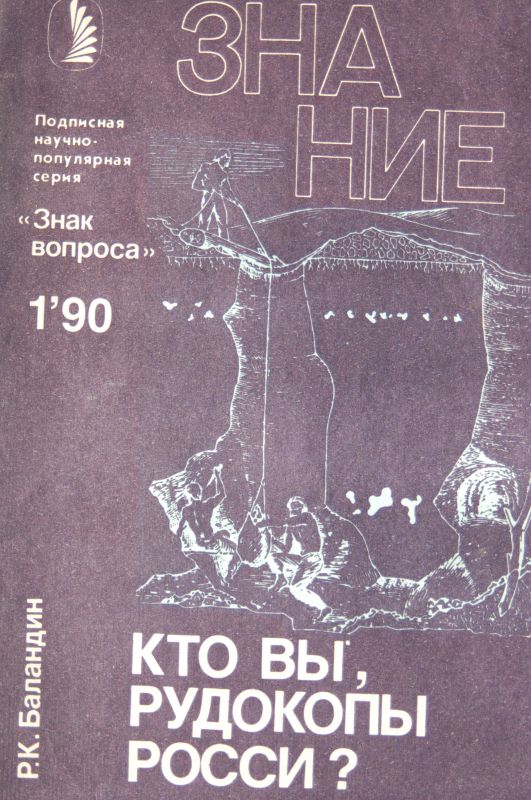 ЗНА
НИЕ
Подписная
научно-
популярная
серия
«Знак
вопроса»
1'90
Р.К. Баландин
КТО ВЫ,
РУДОКОПЫ
РОССИ?